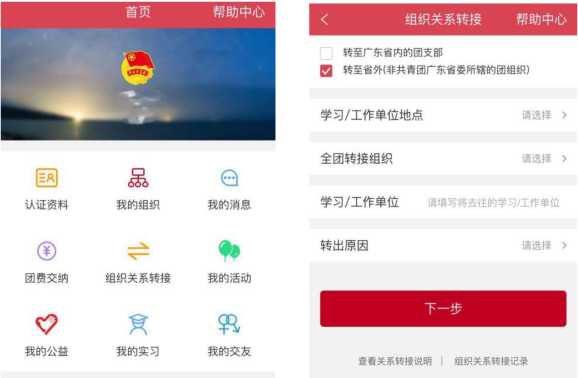 首页 帮助中心
认证资料 我的组织 我的消息
团费交纳 组织关系转接 我的活动
我的公益 我的实习 我的交友
组织关系转接 帮助中心
转至广东省内的团支部
转至省外(非共青团广东省委所辖的团组织)
学习/工作单位地点 请选择
全团转接组织 请选择
学习/工作单位 请填写将去往的学习/工作单位
转出原因 请选择
下一步
查看关系转接说明 | 组织关系转接记录